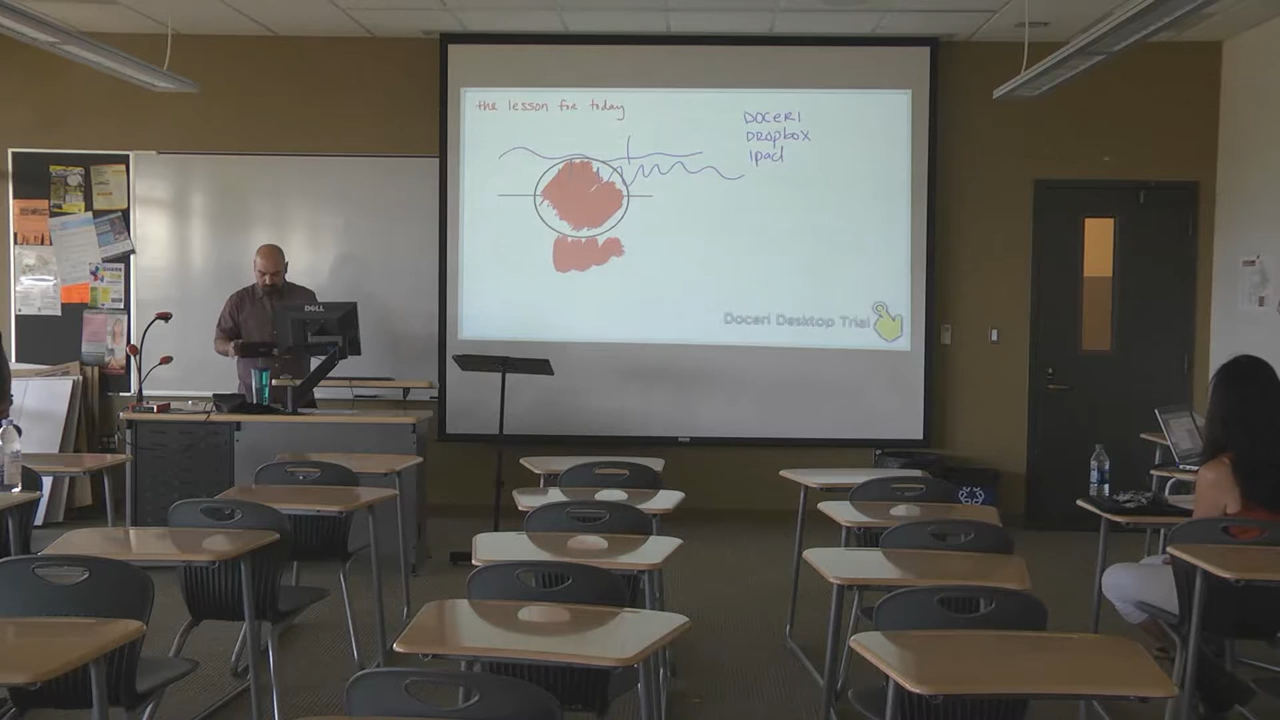 the lesson for today
DOCERI
DROPBOX
ipad
Doceri Desktop Trial
DELL